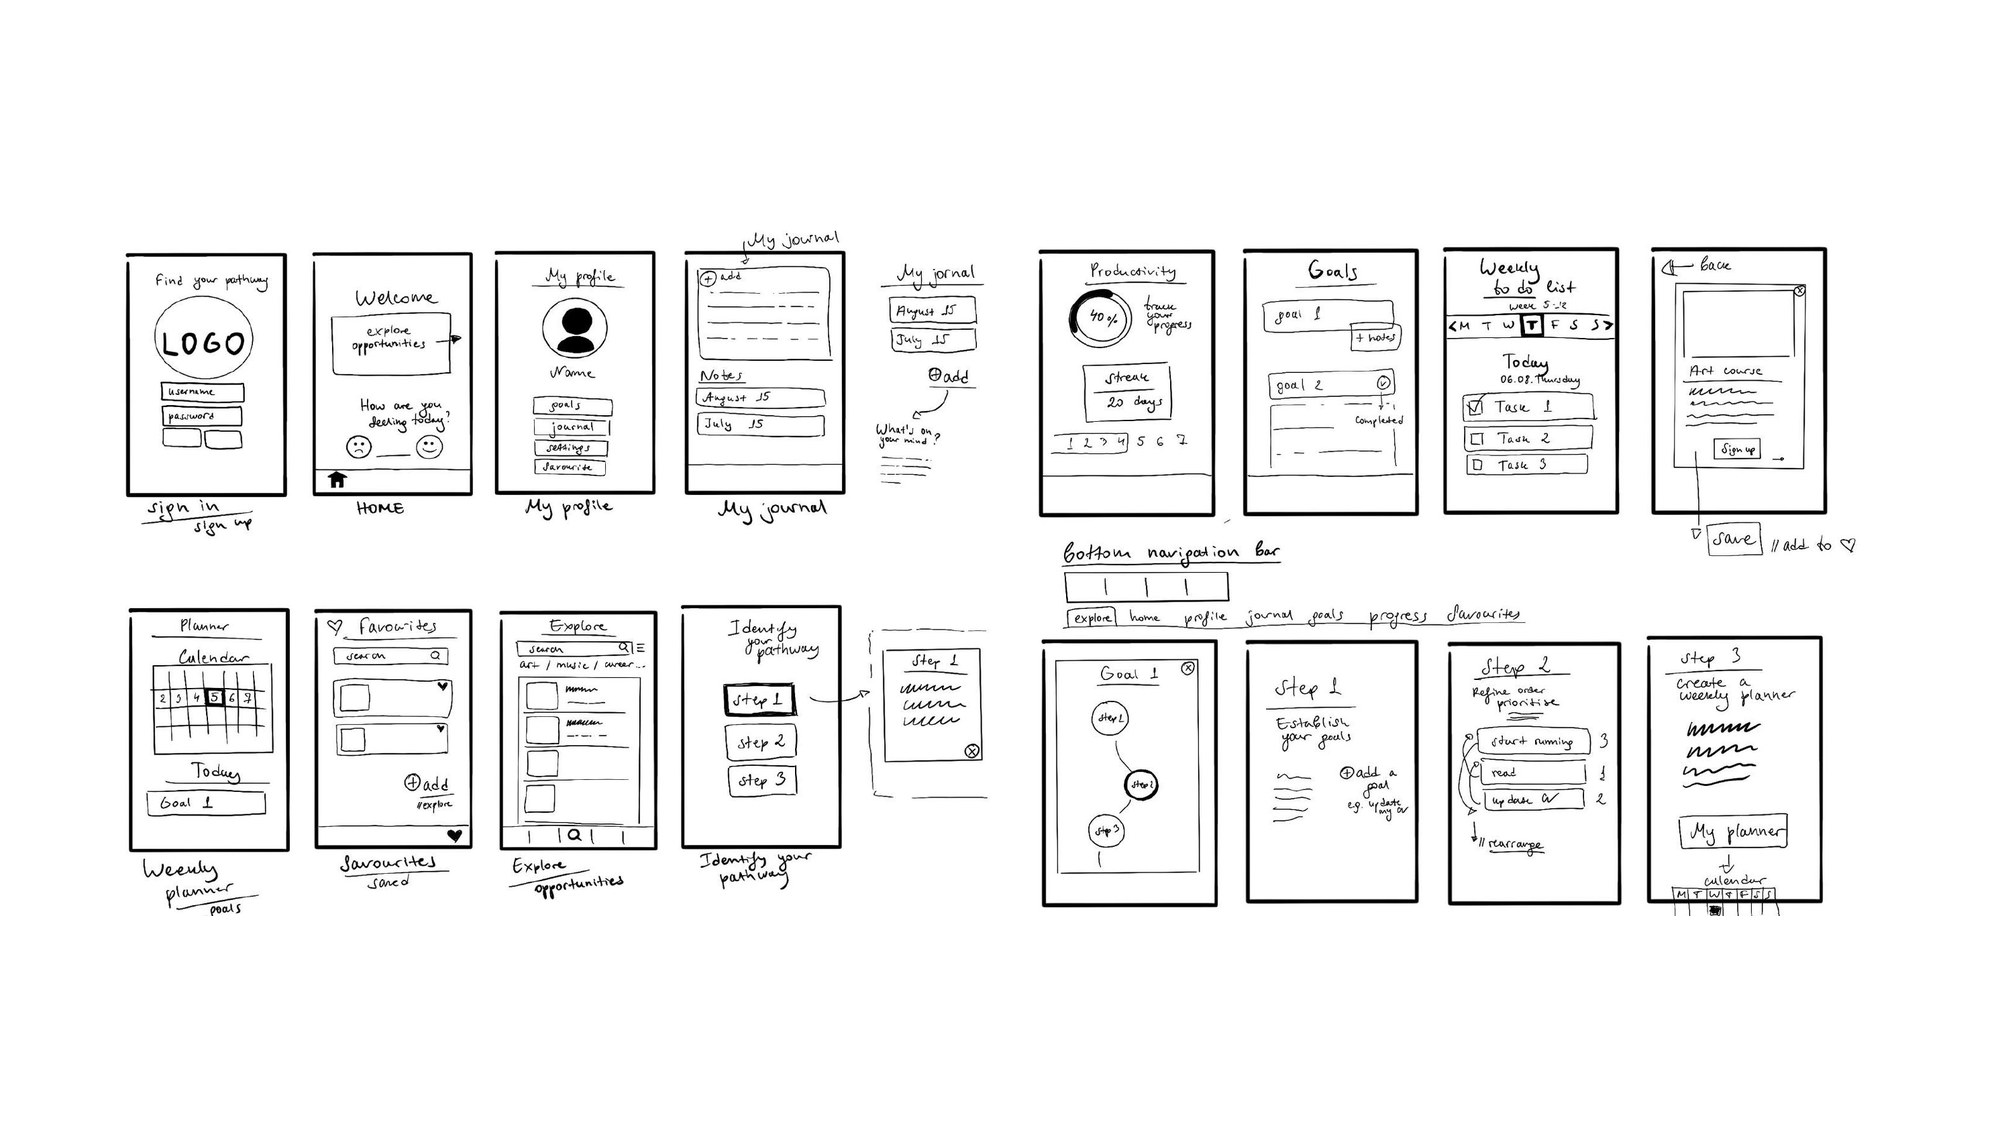 Find your pathway
LOGO
username
password
sign in
sign up
Welcome
explore
opportunities
How are you
feeling today?
HOME
My profile
Name
goals
journal
settings
favourite
My profile
My journal
+ add
Notes
August 15
July 15
My journal
My jornal
August 15
July 15
+ add
What's on
your mind?
Productivity
40%
track
your
progress
streak
20 days
1 2 3 4 5 6 7
Goals
goal 1
+ notes
goal 2
completed
Weekly
to do list
week 5-12
< M T W T F S S >
Today
06.08. Thursday
Task 1
Task 2
Task 3
back
Art course
Sign up
save
// add to ♡
bottom navigation bar
explore home profile journal goals progress favourites
Planner
Calendar
2 3 4 5 6 7
Today
Goal 1
Weekly
planner
goals
Favourites
search
+ add
// explore
favourites
saved
Explore
search
art / music / career...
Explore
opportunities
Identify
your
pathway
Step 1
Step 2
Step 3
Identify your
pathway
Step 1
Goal 1
Step 1
Step 2
Step 3
Step 1
Establish
your goals
+ add a
goal
e.g. update
my cv
Step 2
Refine order
prioritise
start running 3
read 1
update cv 2
// rearrange
Step 3
create a
weekly planner
My planner
calendar
M T W T F S S